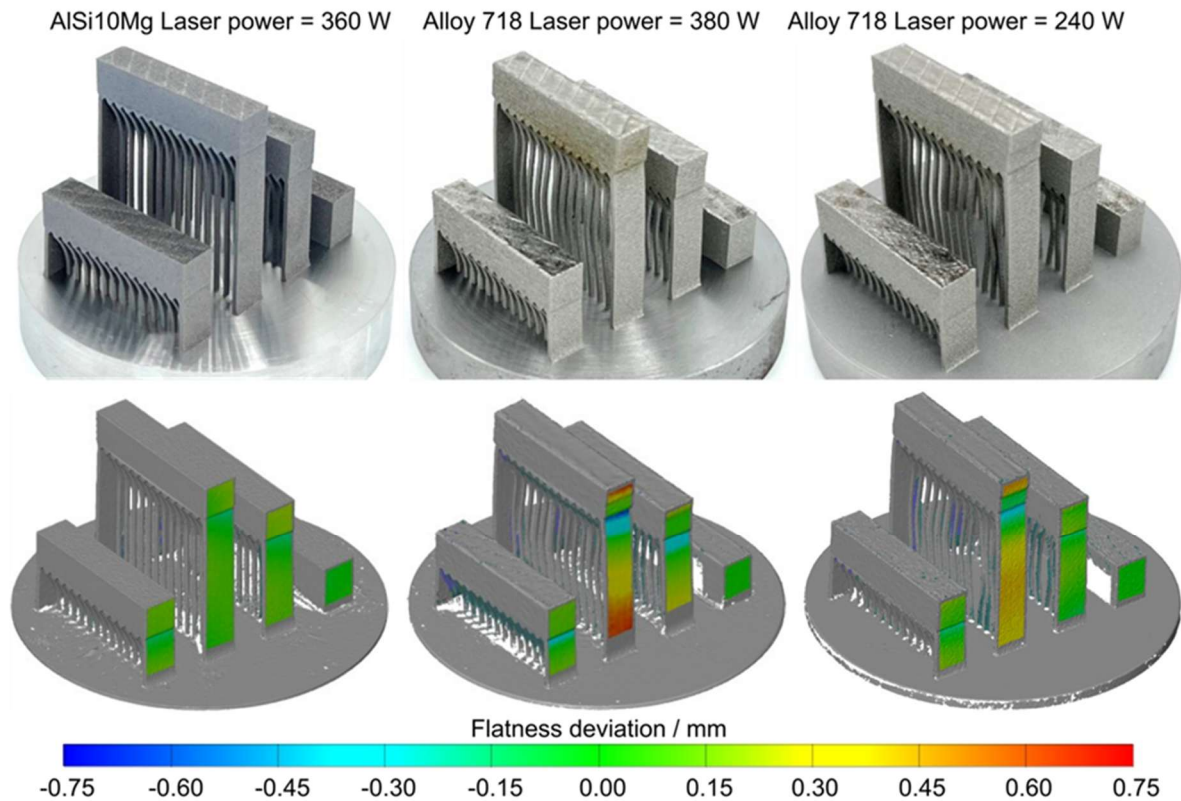 AlSi10Mg Laser power = 360 W Alloy 718 Laser power = 380 W Alloy 718 Laser power = 240 W
Flatness deviation / mm
-0.75 -0.60 -0.45 -0.30 -0.15 0.00 0.15 0.30 0.45 0.60 0.75